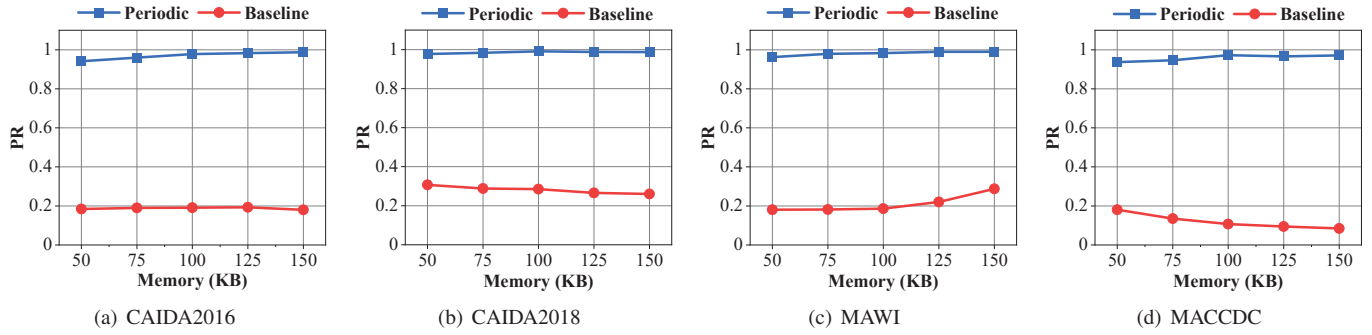 Periodic Baseline
1
0.8
0.6
0.4
0.2
0
PR
50 75 100 125 150
Memory (KB)
(a) CAIDA2016
Periodic Baseline
1
0.8
0.6
0.4
0.2
0
PR
50 75 100 125 150
Memory (KB)
(b) CAIDA2018
Periodic Baseline
1
0.8
0.6
0.4
0.2
0
PR
50 75 100 125 150
Memory (KB)
(c) MAWI
Periodic Baseline
1
0.8
0.6
0.4
0.2
0
PR
50 75 100 125 150
Memory (KB)
(d) MACCDC